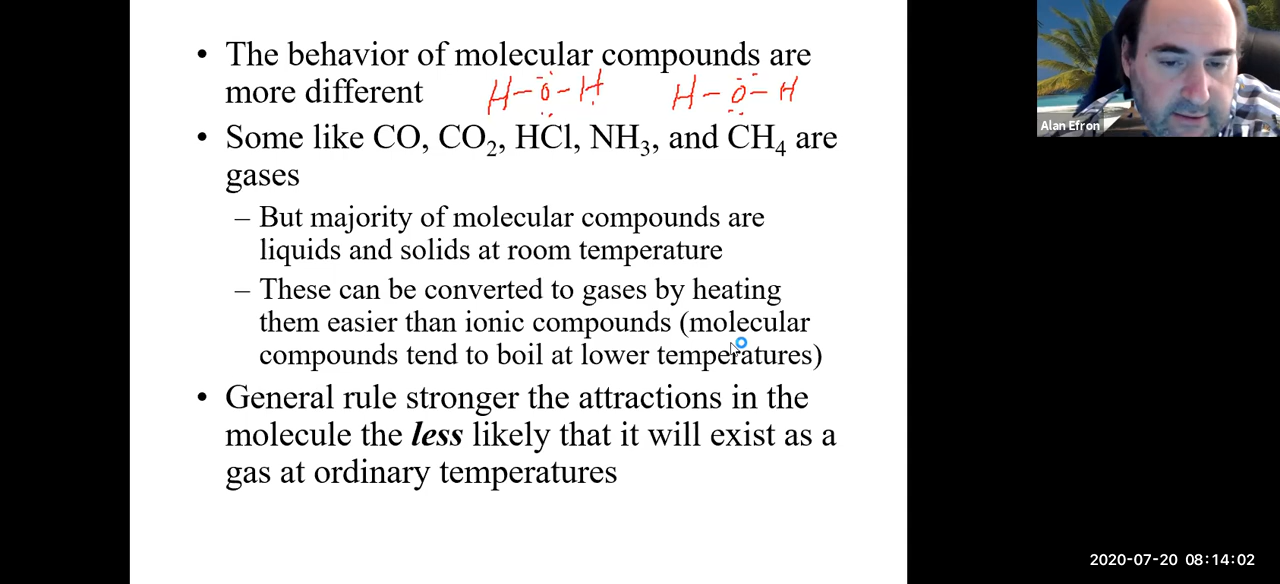 • The behavior of molecular compounds are
more different
H-Ö-H H-Ö-H
• Some like CO, CO₂, HCl, NH₃, and CH₄ are
gases
– But majority of molecular compounds are
liquids and solids at room temperature
– These can be converted to gases by heating
them easier than ionic compounds (molecular
compounds tend to boil at lower temperatures)
• General rule stronger the attractions in the
molecule the less likely that it will exist as a
gas at ordinary temperatures
Alan Efron
2020-07-20 08:14:02